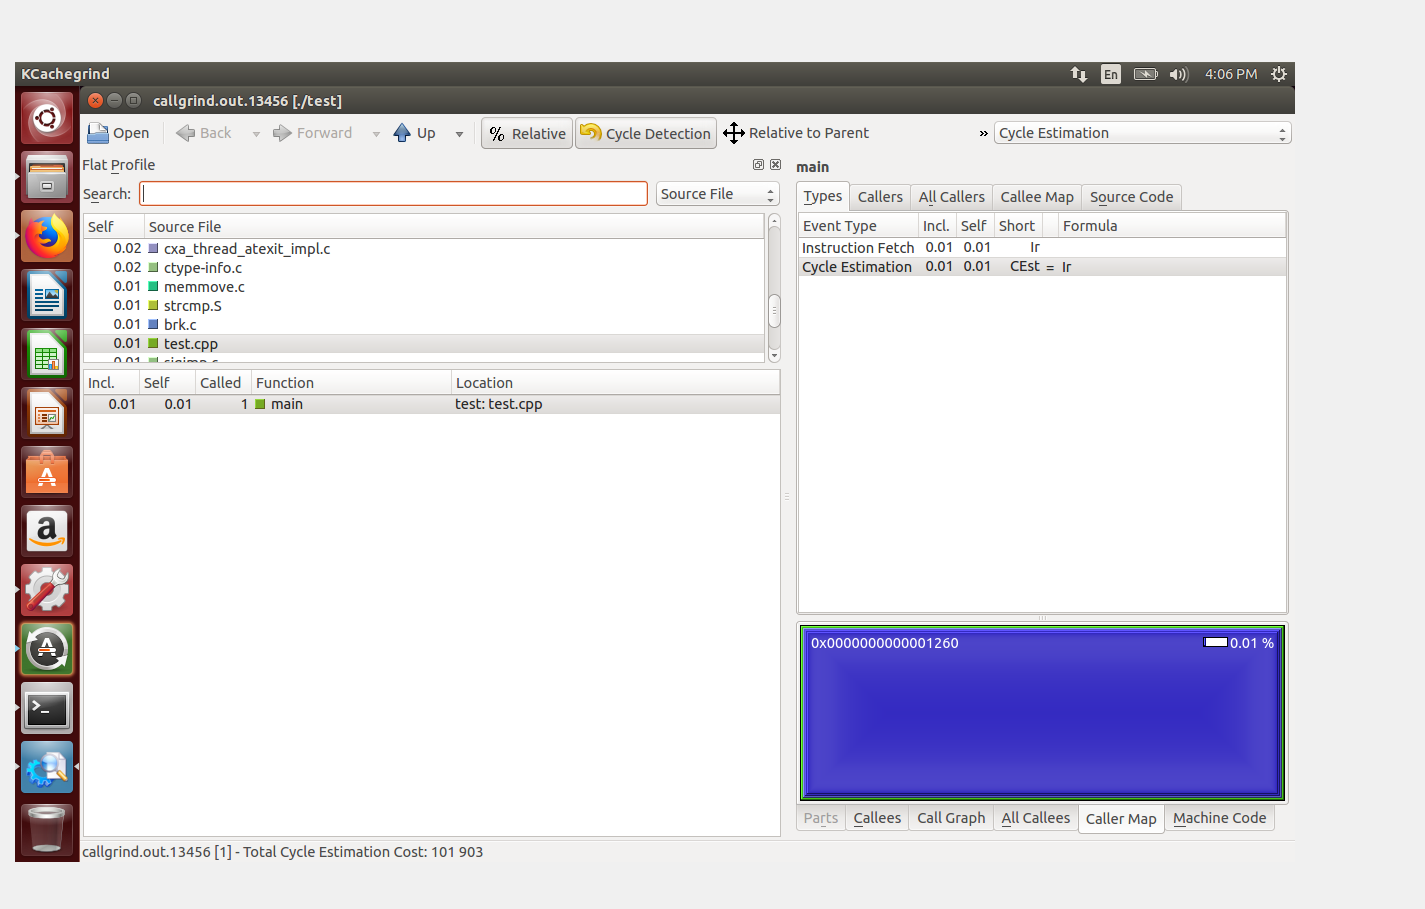 KCachegrind
En
4:06 PM
callgrind.out.13456 [./test]
Open Back Forward Up % Relative Cycle Detection Relative to Parent » Cycle Estimation
Flat Profile
Search: Source File
Self Source File
0.02 cxa_thread_atexit_impl.c
0.02 ctype-info.c
0.01 memmove.c
0.01 strcmp.S
0.01 brk.c
0.01 test.cpp
Incl. Self Called Function Location
0.01 0.01 1 main test: test.cpp
main
Types Callers All Callers Callee Map Source Code
Event Type Incl. Self Short Formula
Instruction Fetch 0.01 0.01 Ir
Cycle Estimation 0.01 0.01 CEst = Ir
0x0000000000001260 0.01 %
Parts Callees Call Graph All Callees Caller Map Machine Code
callgrind.out.13456 [1] - Total Cycle Estimation Cost: 101 903